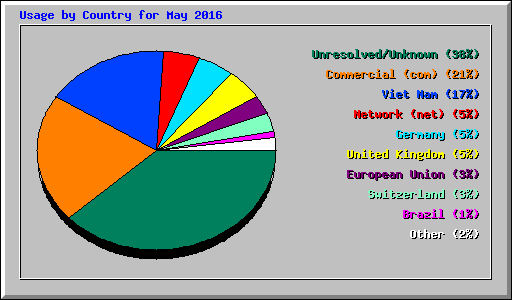 Usage by Country for May 2016
Unresolved/Unknown (38%)
Commercial (com) (21%)
Viet Nam (17%)
Network (net) (5%)
Germany (5%)
United Kingdom (5%)
European Union (3%)
Switzerland (3%)
Brazil (1%)
Other (2%)